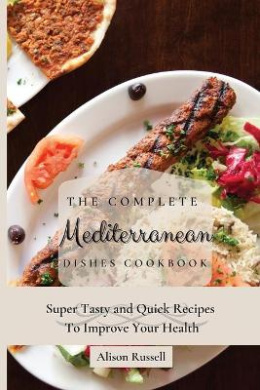 THE COMPLETE
Mediterranean
DISHES COOKBOOK
Super Tasty and Quick Recipes
To Improve Your Health
Alison Russell